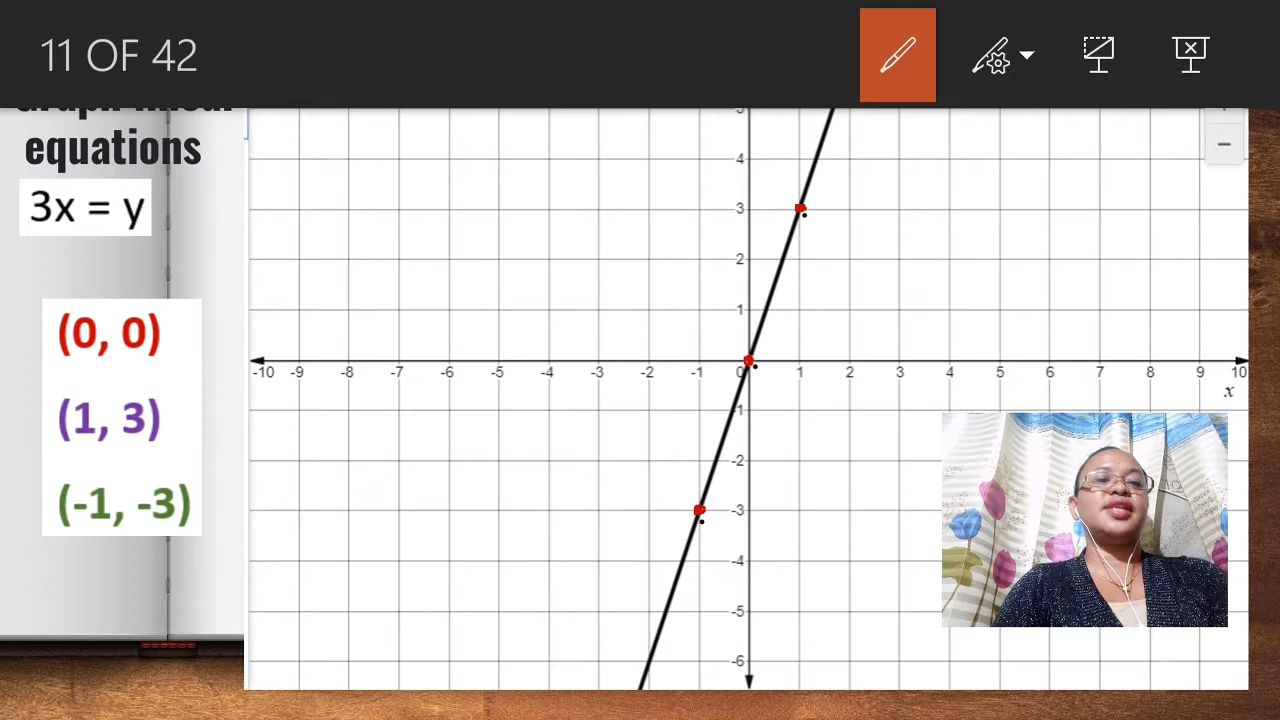 11 OF 42
Graph linear
equations
3x = y
(0, 0)
(1, 3)
(-1, -3)
5
4
3
2
1
-10 -9 -8 -7 -6 -5 -4 -3 -2 -1 0 1 2 3 4 5 6 7 8 9 10
x
-1
-2
-3
-4
-5
-6